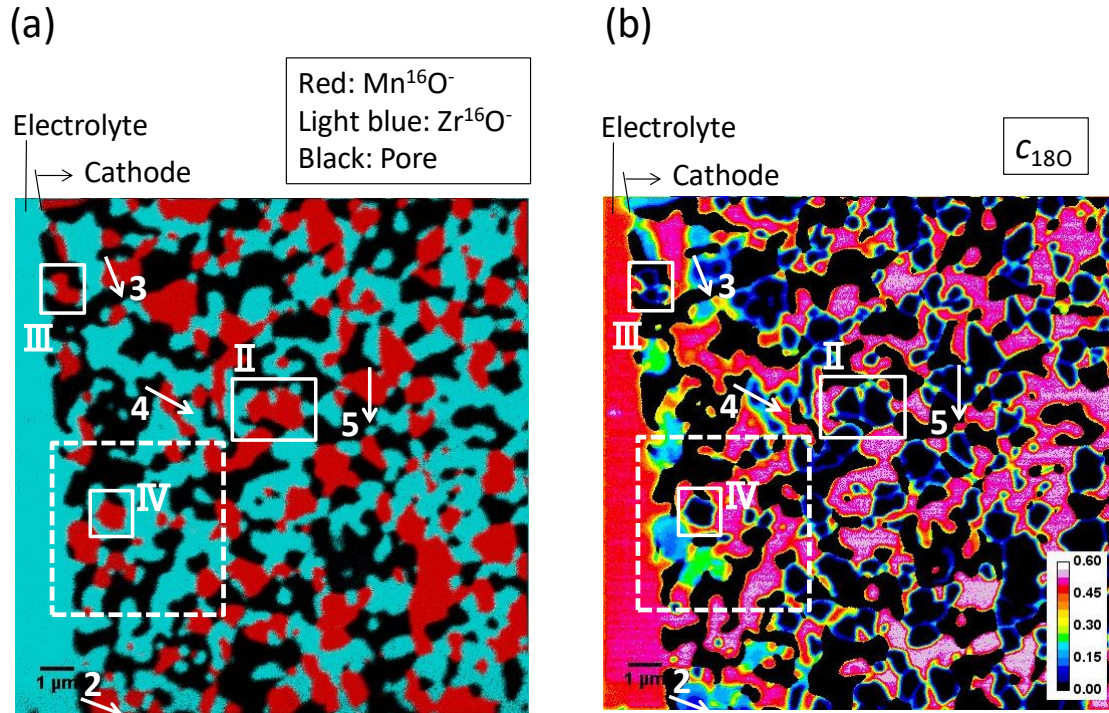 (a)
Red: Mn¹⁶O⁻
Light blue: Zr¹⁶O⁻
Black: Pore
Electrolyte
Cathode
3
Ⅲ
Ⅱ
4
5
Ⅳ
1 µm
2
(b)
c₁₈O
Electrolyte
Cathode
3
Ⅲ
Ⅱ
4
5
Ⅳ
0.60
0.45
0.30
0.15
0.00
1 µm
2